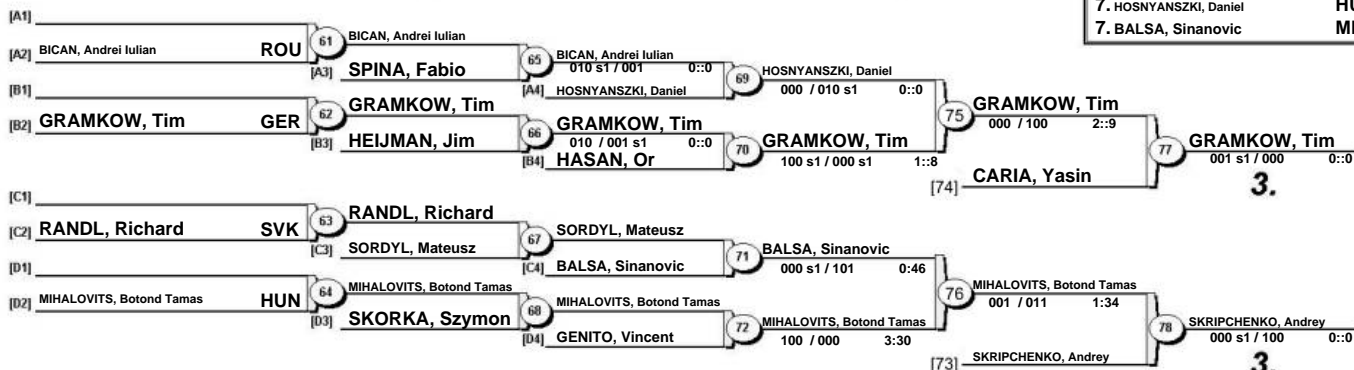 7. HOSNYANSZKI, Daniel HU
7. BALSA, Sinanovic
[A1]
[A2] BICAN, Andrei Iulian ROU
61
BICAN, Andrei Iulian
[A3] SPINA, Fabio
65
BICAN, Andrei Iulian
010 s1 / 001 0::0
[A4] HOSNYANSZKI, Daniel
69
HOSNYANSZKI, Daniel
000 / 010 s1 0::0
[B1]
[B2] GRAMKOW, Tim GER
62
GRAMKOW, Tim
[B3] HEIJMAN, Jim
66
GRAMKOW, Tim
010 / 001 s1 0::0
[B4] HASAN, Or
70
GRAMKOW, Tim
100 s1 / 000 s1 1::8
75
GRAMKOW, Tim
000 / 100 2::9
[74] CARIA, Yasin
77
GRAMKOW, Tim
001 s1 / 000 0::0
3.
[C1]
[C2] RANDL, Richard SVK
63
RANDL, Richard
[C3] SORDYL, Mateusz
67
SORDYL, Mateusz
[C4] BALSA, Sinanovic
71
BALSA, Sinanovic
000 s1 / 101 0:46
[D1]
[D2] MIHALOVITS, Botond Tamas HUN
64
MIHALOVITS, Botond Tamas
[D3] SKORKA, Szymon
68
MIHALOVITS, Botond Tamas
[D4] GENITO, Vincent
72
MIHALOVITS, Botond Tamas
100 / 000 3:30
76
MIHALOVITS, Botond Tamas
001 / 011 1:34
[73] SKRIPCHENKO, Andrey
78
SKRIPCHENKO, Andrey
000 s1 / 100 0::0
3.